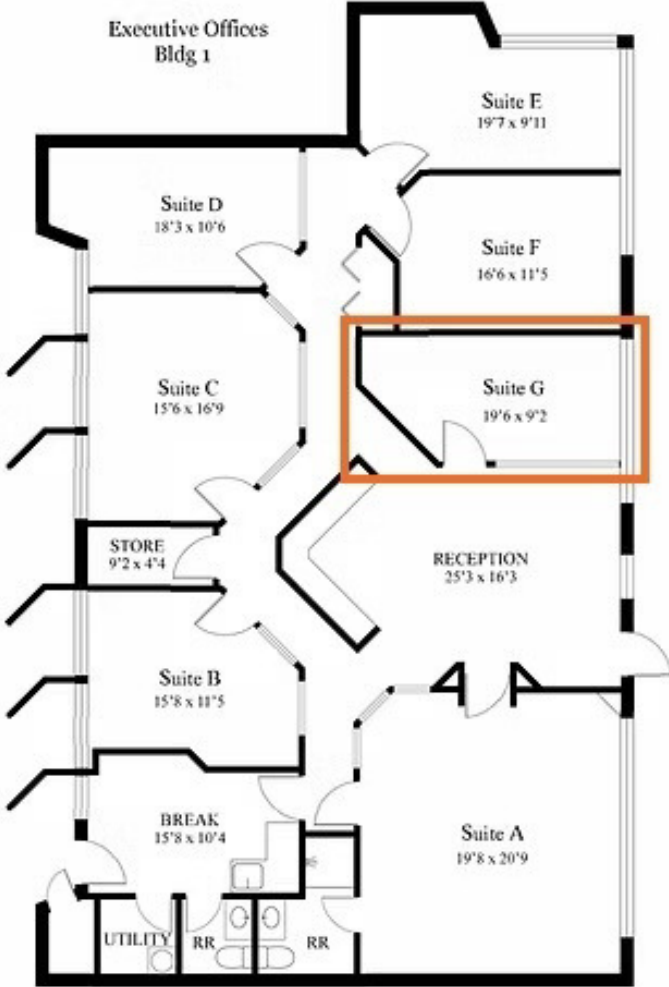 Executive Offices
Bldg 1
Suite E
19'7 x 9'11
Suite D
18'3 x 10'6
Suite F
16'6 x 11'5
Suite C
15'6 x 16'9
Suite G
19'6 x 9'2
STORE
9'2 x 4'4
RECEPTION
25'3 x 16'3
Suite B
15'8 x 11'5
BREAK
15'8 x 10'4
Suite A
19'8 x 20'9
UTILITY
RR
RR